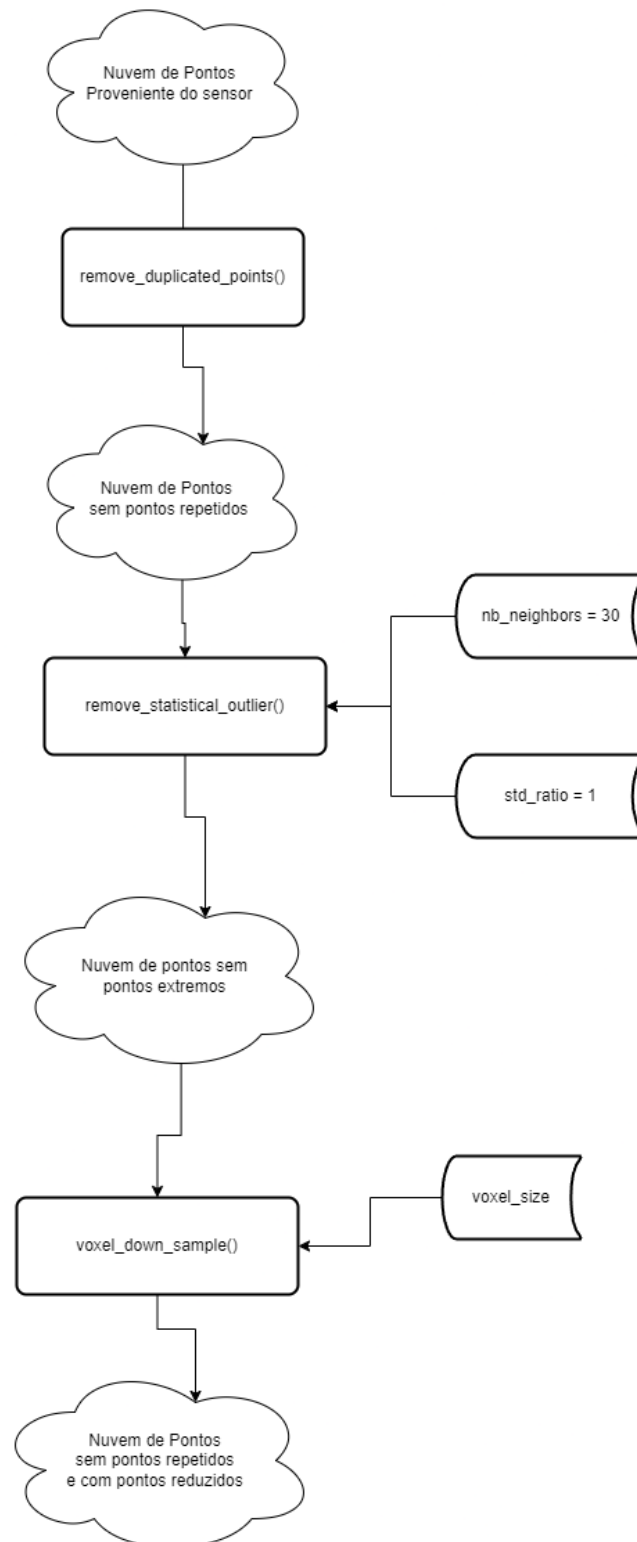 Nuvem de Pontos
Proveniente do sensor
remove_duplicated_points()
Nuvem de Pontos
sem pontos repetidos
nb_neighbors = 30
remove_statistical_outlier()
std_ratio = 1
Nuvem de pontos sem
pontos extremos
voxel_size
voxel_down_sample()
Nuvem de Pontos
sem pontos repetidos
e com pontos reduzidos